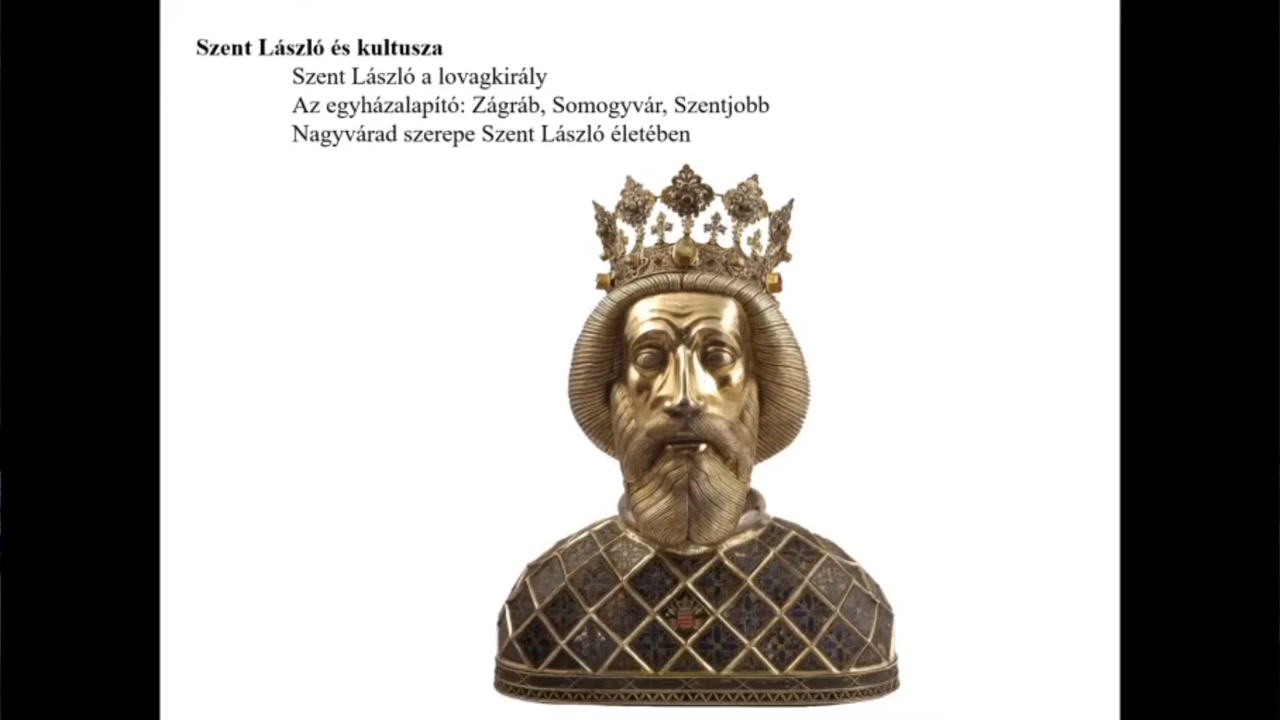 Szent László és kultusza
Szent László a lovagkirály
Az egyházalapító: Zágráb, Somogyvár, Szentjobb
Nagyvárad szerepe Szent László életében